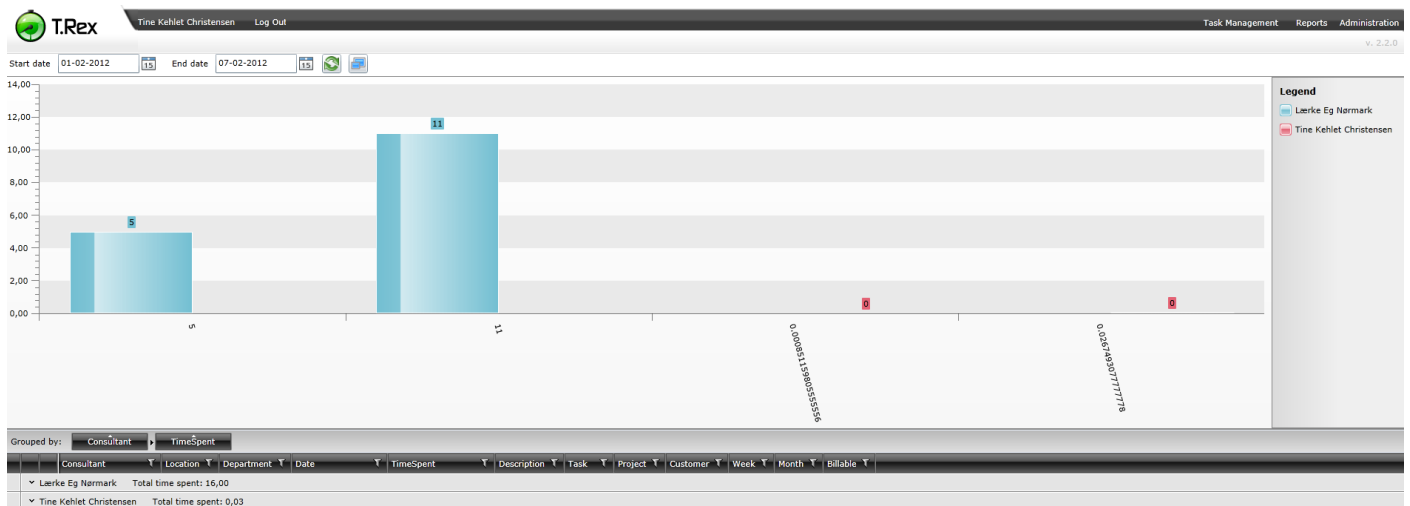 T.Rex
Tine Kehlet Christensen Log Out
Task Management Reports Administration
v. 2.2.0
Start date 01-02-2012 15 End date 07-02-2012 15
14,00
12,00
10,00
8,00
6,00
4,00
2,00
0,00
5
11
0
0
5
11
0.00085115980555555556
0.0267493077777778
Legend
Lærke Eg Nørmark
Tine Kehlet Christensen
Grouped by: Consultant TimeSpent
Consultant Location Department Date TimeSpent Description Task Project Customer Week Month Billable
Lærke Eg Nørmark Total time spent: 16,00
Tine Kehlet Christensen Total time spent: 0,03